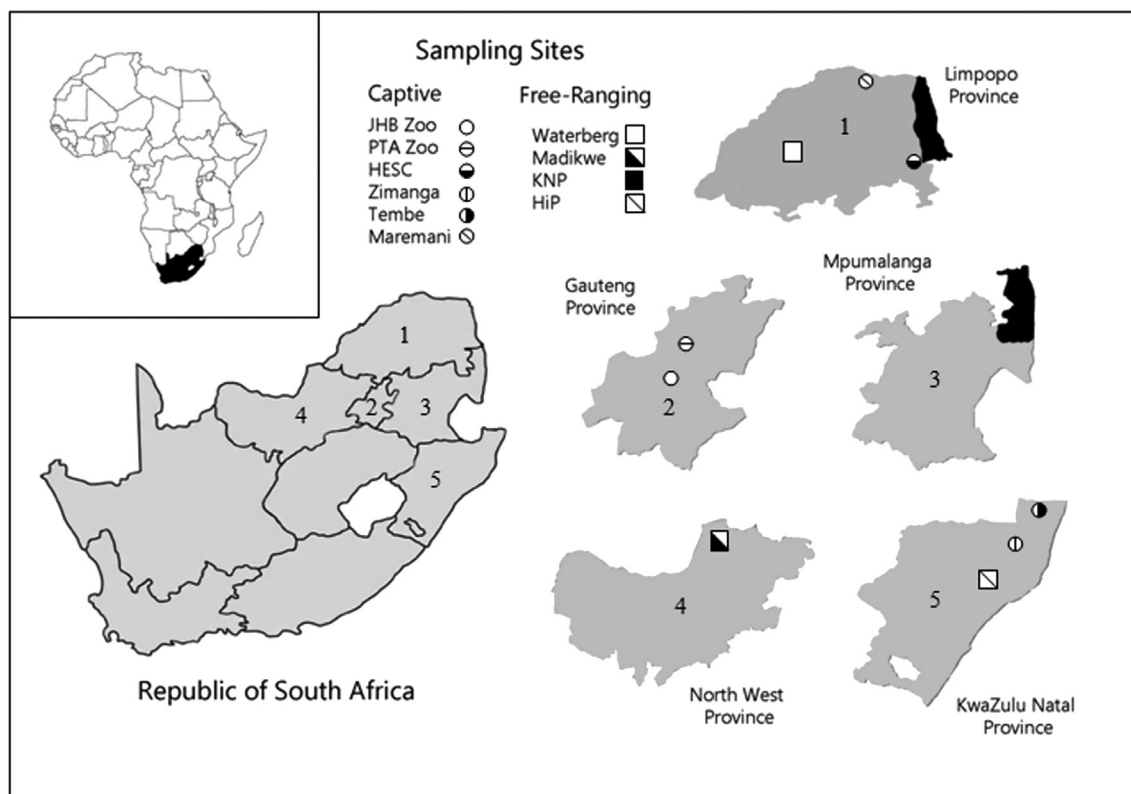 Sampling Sites
Captive
JHB Zoo
PTA Zoo
HESC
Zimanga
Tembe
Maremani
Free-Ranging
Waterberg
Madikwe
KNP
HiP
1
Limpopo
Province
Gauteng
Province
2
Mpumalanga
Province
3
1
4
2
3
5
Republic of South Africa
4
North West
Province
5
KwaZulu Natal
Province